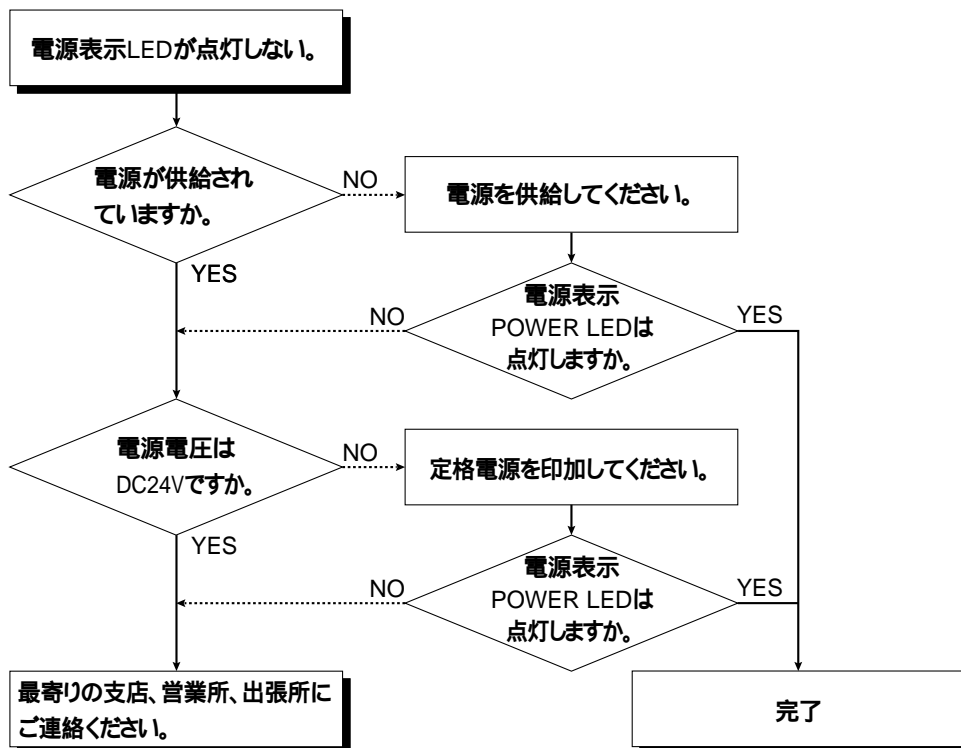 電源表示LEDが点灯しない。
電源が供給され
ていますか。
NO
電源を供給してください。
YES
電源表示
POWER LEDは
点灯しますか。
NO
YES
電源電圧は
DC24Vですか。
NO
定格電源を印加してください。
YES
電源表示
POWER LEDは
点灯しますか。
NO
YES
最寄りの支店、営業所、出張所に
ご連絡ください。
完了